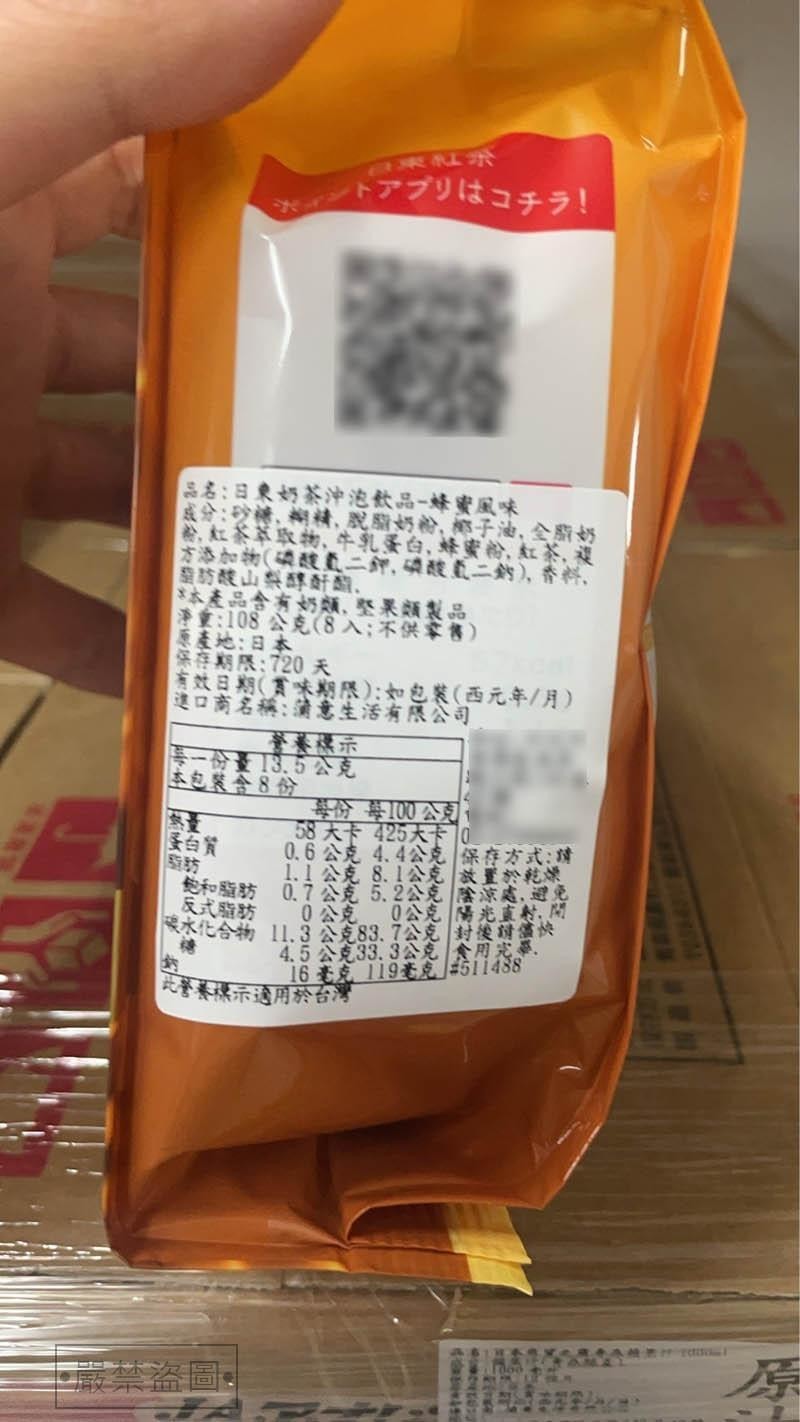 日東紅茶
ポイントアプリはコチラ!
品名:日東奶茶沖泡飲品-蜂蜜風味
成分:砂糖,糊精,脫脂奶粉,椰子油,全脂奶
粉,紅茶萃取物,牛乳蛋白,蜂蜜粉,紅茶,複
方添加物(磷酸氫二鉀,磷酸氫二鈉),香料,
脂肪酸山梨醇酐酯.
*本產品含有奶類,堅果類製品
淨重:108 公克(8 入;不供零售)
原產地:日本
保存期限:720 天
有效日期(賞味期限):如包裝(西元年/月)
進口商名稱:蒲意生活有限公司
營養標示
每一份量 13.5 公克
本包裝含 8 份
每份 每100 公克
熱量 58 大卡 425大卡
蛋白質 0.6 公克 4.4公克
脂肪 1.1 公克 8.1公克
飽和脂肪 0.7 公克 5.2公克
反式脂肪 0 公克 0公克
碳水化合物 11.3 公克 83.7公克
糖 4.5 公克 33.3公克
鈉 16 毫克 119毫克
此營養標示適用於台灣
保存方式:請
放置於乾燥
陰涼處,避免
陽光直射,開
封後請儘快
食用完畢.
#511488
嚴禁盜圖
原